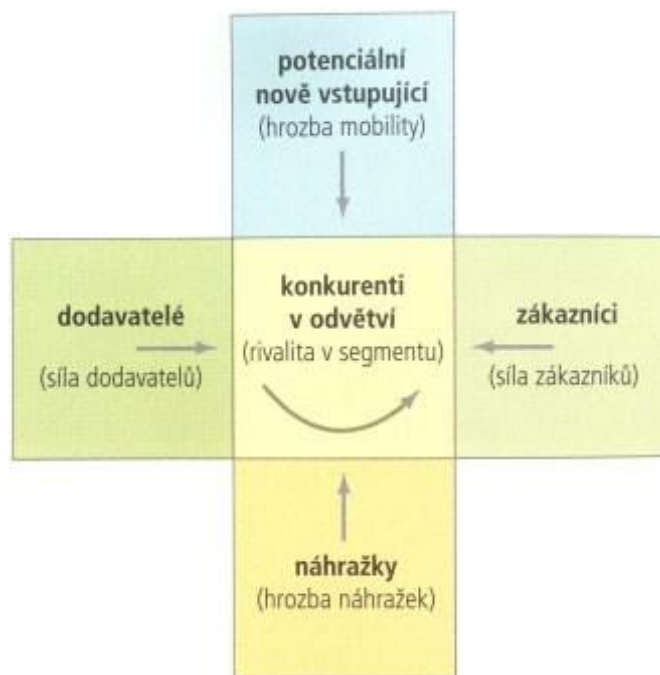 potenciální
nově vstupující
(hrozba mobility)
dodavatelé
(síla dodavatelů)
konkurenti
v odvětví
(rivalita v segmentu)
zákazníci
(síla zákazníků)
náhražky
(hrozba náhražek)